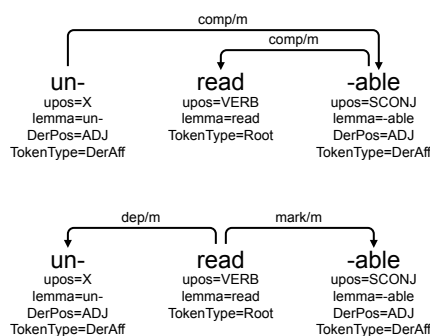 comp/m
comp/m
un- read -able
upos=X upos=VERB upos=SCONJ
lemma=un- lemma=read lemma=-able
DerPos=ADJ TokenType=Root DerPos=ADJ
TokenType=DerAff TokenType=DerAff
dep/m mark/m
un- read -able
upos=X upos=VERB upos=SCONJ
lemma=un- lemma=read lemma=-able
DerPos=ADJ TokenType=Root DerPos=ADJ
TokenType=DerAff TokenType=DerAff